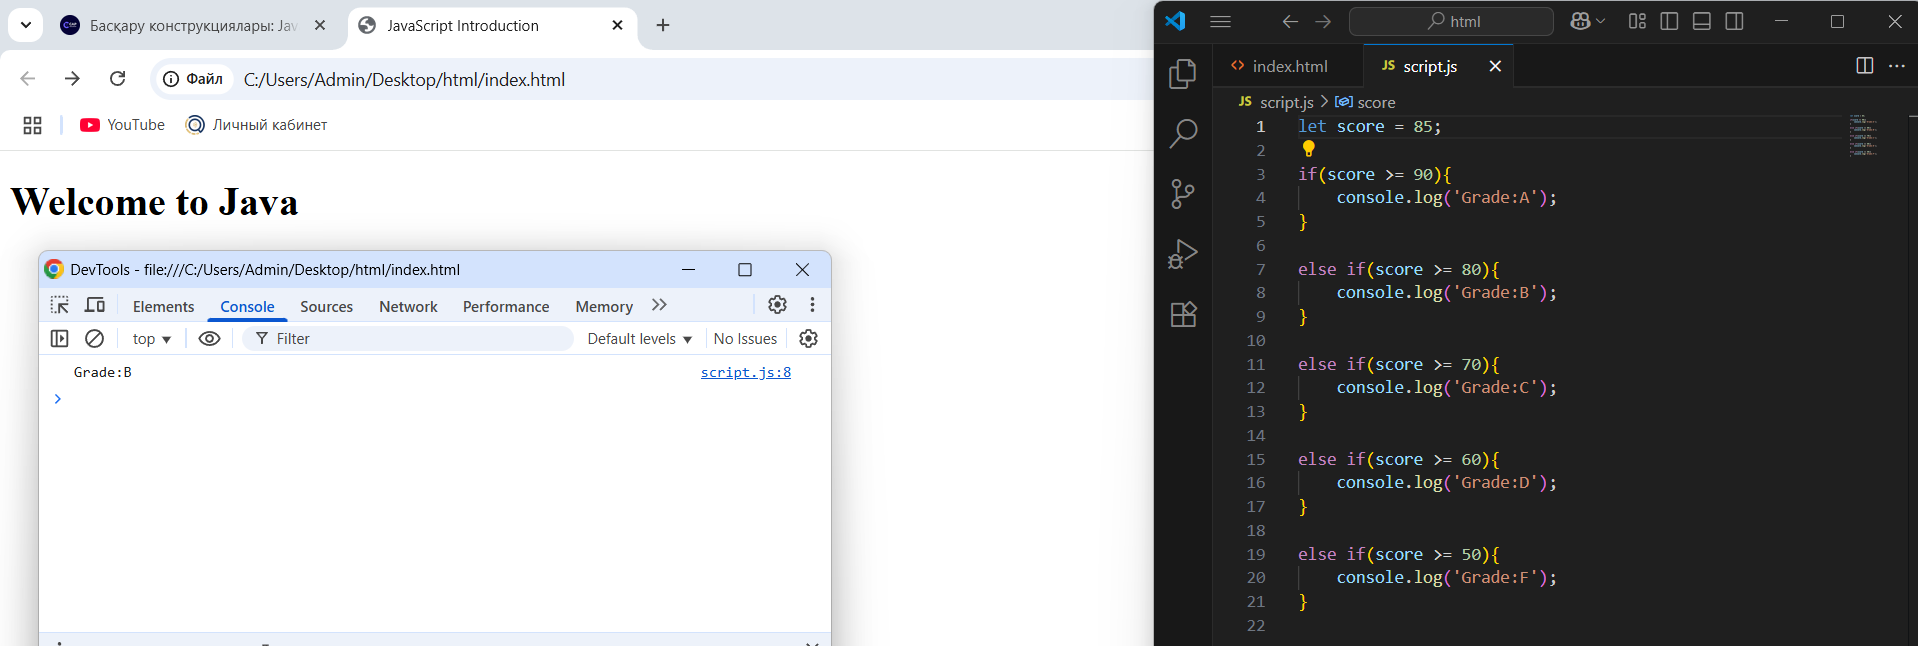 Басқару конструкциялары: Jav
JavaScript Introduction
Файл
C:/Users/Admin/Desktop/html/index.html
YouTube
Личный кабинет
Welcome to Java
DevTools - file:///C:/Users/Admin/Desktop/html/index.html
Elements Console Sources Network Performance Memory
top Filter Default levels No Issues
Grade:B script.js:8
html
index.html
JS script.js
JS script.js > score
1 let score = 85;
2
3 if(score >= 90){
4 console.log('Grade:A');
5 }
6
7 else if(score >= 80){
8 console.log('Grade:B');
9 }
10
11 else if(score >= 70){
12 console.log('Grade:C');
13 }
14
15 else if(score >= 60){
16 console.log('Grade:D');
17 }
18
19 else if(score >= 50){
20 console.log('Grade:F');
21 }
22